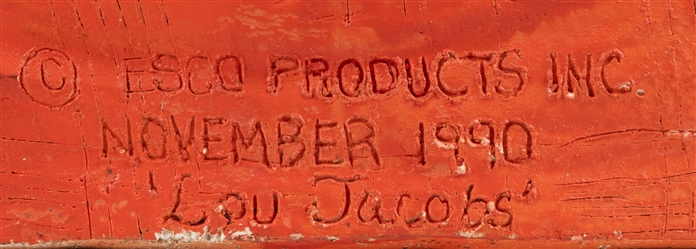 © ESCO PRODUCTS INC.
NOVEMBER 1990
'Lou Jacobs'